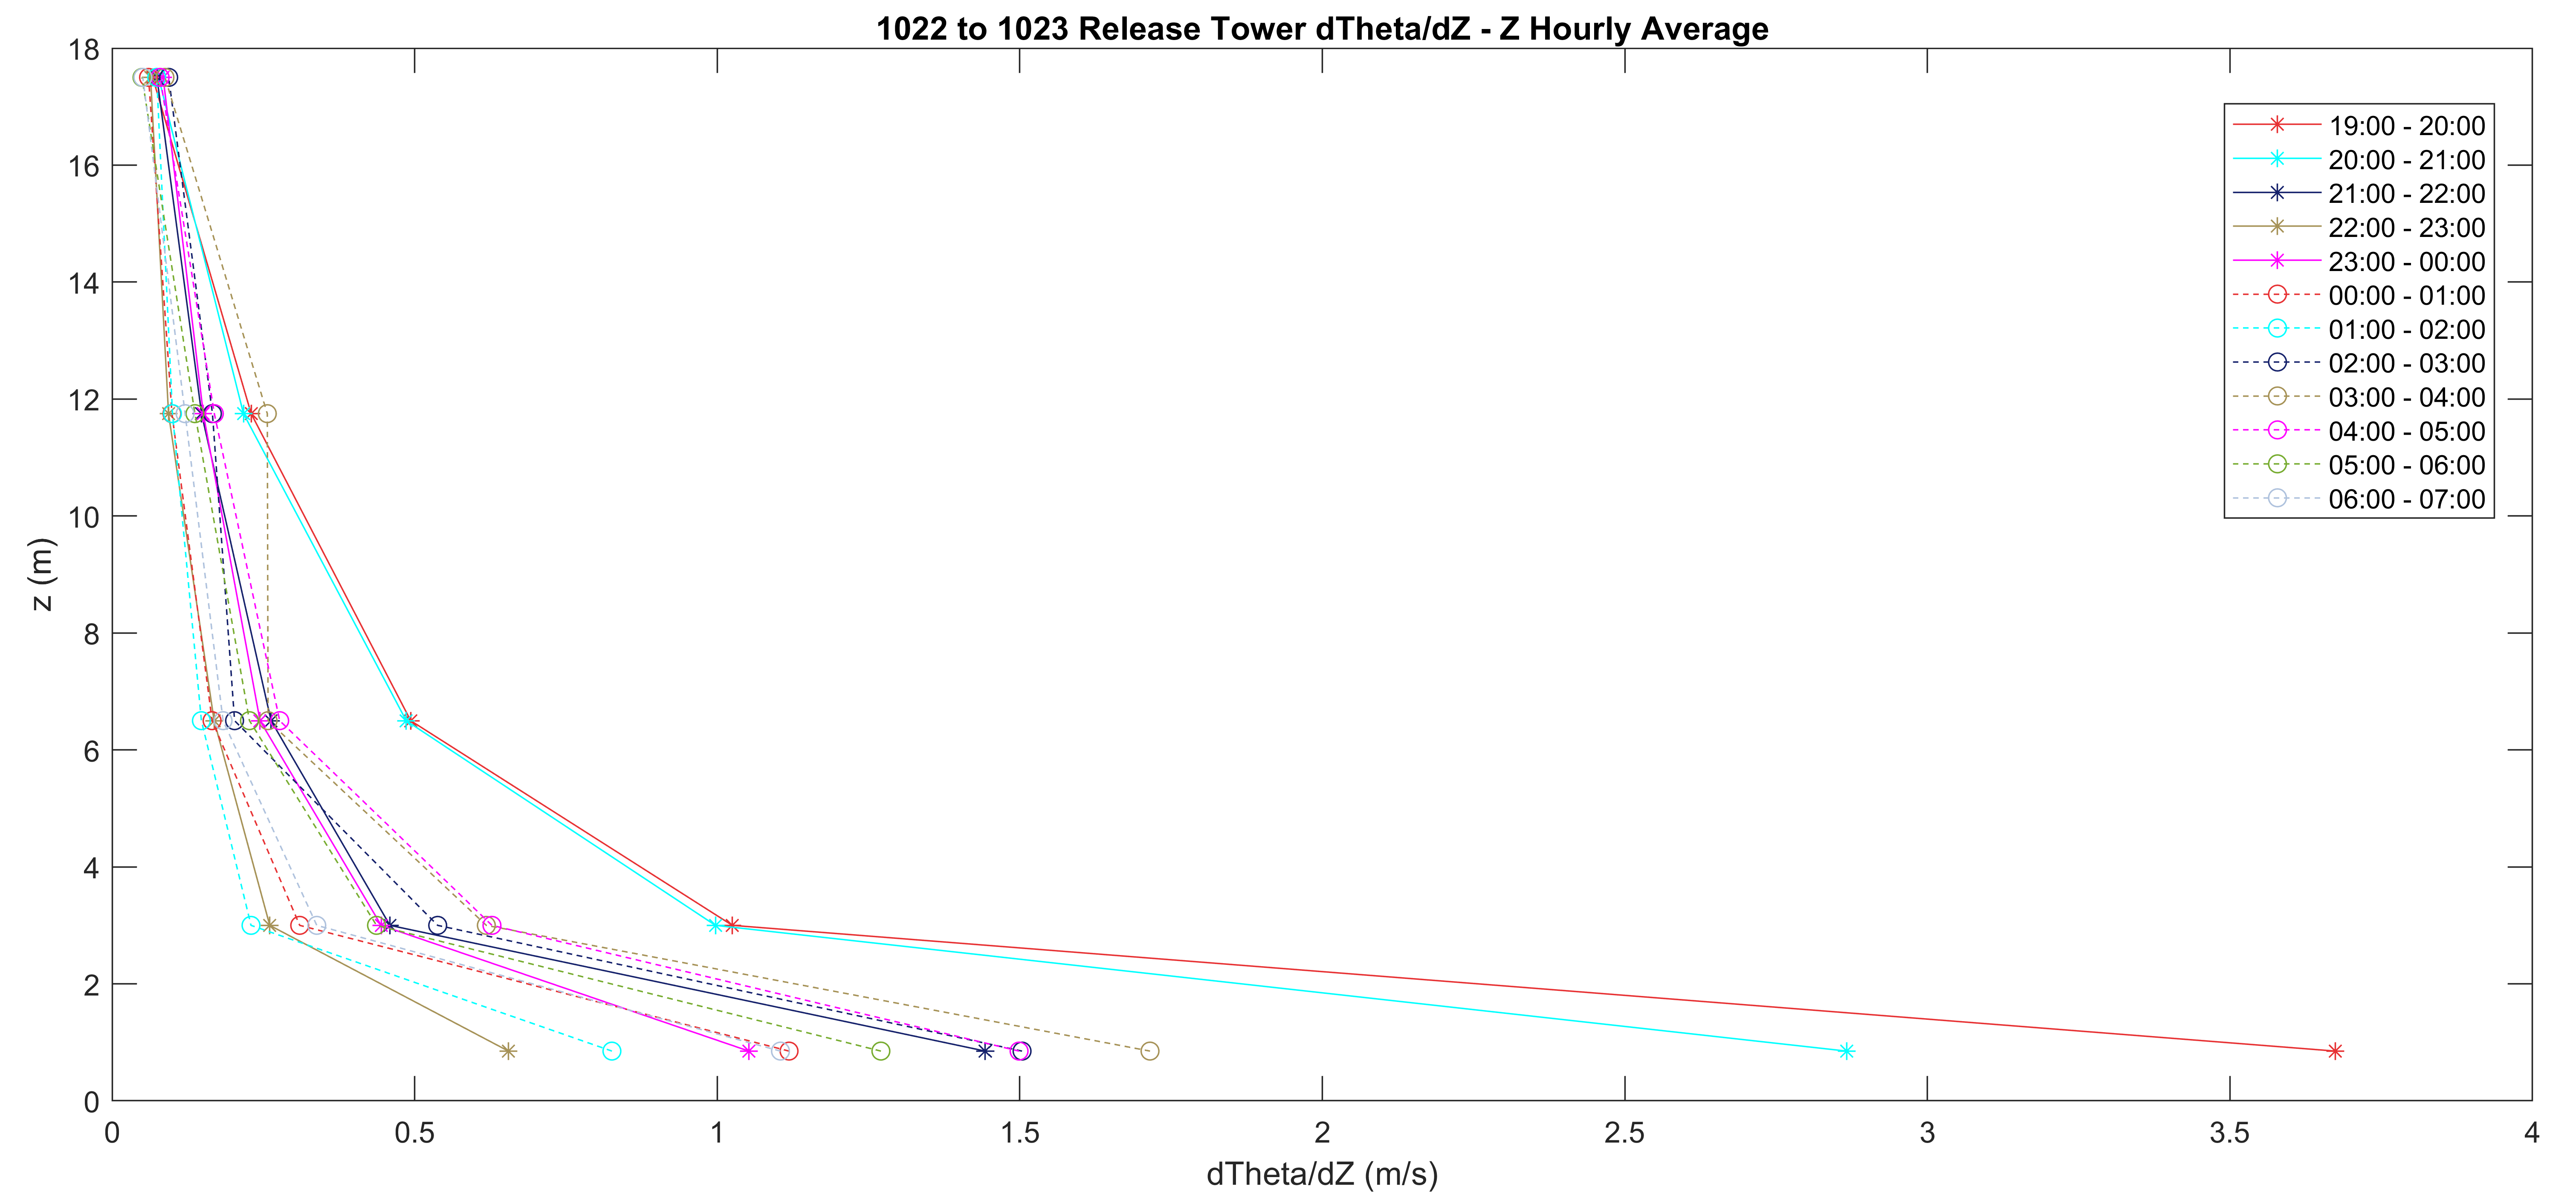 1022 to 1023 Release Tower dTheta/dZ - Z Hourly Average
18
16
14
12
10
8
6
4
2
0
z (m)
19:00 - 20:00
20:00 - 21:00
21:00 - 22:00
22:00 - 23:00
23:00 - 00:00
00:00 - 01:00
01:00 - 02:00
02:00 - 03:00
03:00 - 04:00
04:00 - 05:00
05:00 - 06:00
06:00 - 07:00
0 0.5 1 1.5 2 2.5 3 3.5 4
dTheta/dZ (m/s)